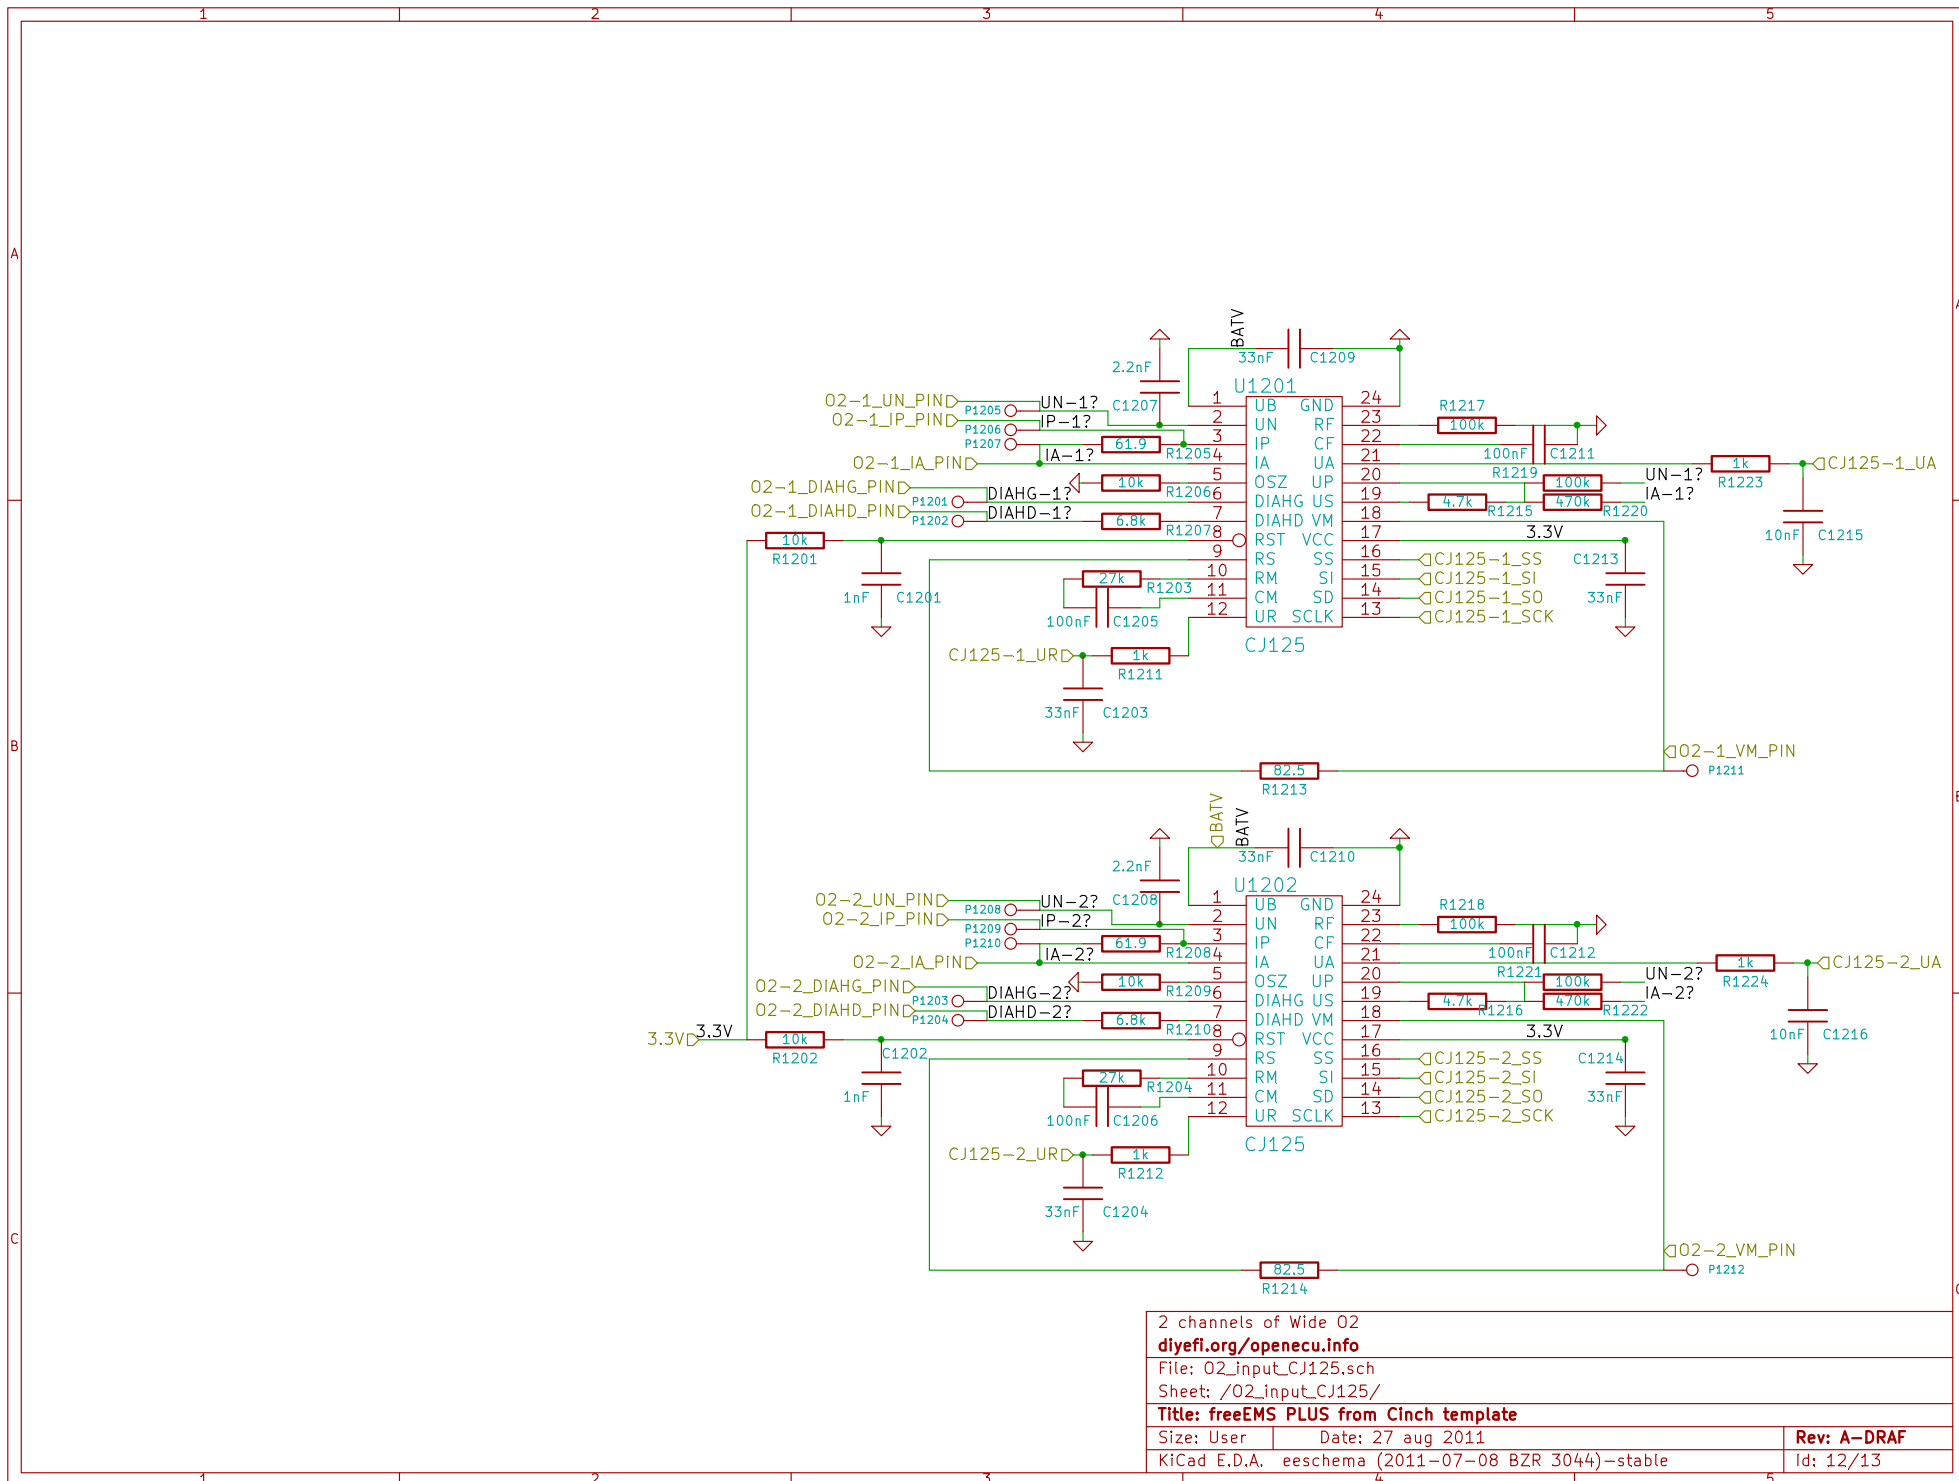 1 2 3 4 5
A
B
C
BATV
33nF C1209
2.2nF
C1207
U1201
O2-1_UN_PIN
O2-1_IP_PIN
P1205
P1206
P1207
UN-1?
IP-1?
IA-1?
61.9
R1205
O2-1_IA_PIN
10k
R1206
O2-1_DIAHG_PIN
P1201
DIAHG-1?
O2-1_DIAHD_PIN
P1202
DIAHD-1?
6.8k
R1207
10k
R1201
1nF C1201
27k
R1203
100nF C1205
CJ125-1_UR
1k
R1211
33nF C1203
1 UB GND 24
2 UN RF 23
3 IP CF 22
4 IA UA 21
5 OSZ UP 20
6 DIAHG US 19
7 DIAHD VM 18
8 RST VCC 17
9 RS SS 16
10 RM SI 15
11 CM SO 14
12 UR SCLK 13
CJ125
R1217
100k
100nF C1211
R1219
100k
UN-1?
IA-1?
4.7k
R1215
470k
R1220
1k
R1223
CJ125-1_UA
10nF C1215
3.3V
C1213
33nF
CJ125-1_SS
CJ125-1_SI
CJ125-1_SO
CJ125-1_SCK
82.5
R1213
O2-1_VM_PIN
P1211
BATV
BATV
33nF C1210
2.2nF
C1208
U1202
O2-2_UN_PIN
O2-2_IP_PIN
P1208
P1209
P1210
UN-2?
IP-2?
IA-2?
61.9
R1208
O2-2_IA_PIN
10k
R1209
O2-2_DIAHG_PIN
P1203
DIAHG-2?
O2-2_DIAHD_PIN
P1204
DIAHD-2?
6.8k
R1210
3.3V
3.3V
10k
R1202
C1202
1nF
27k
R1204
100nF C1206
CJ125-2_UR
1k
R1212
33nF C1204
1 UB GND 24
2 UN RF 23
3 IP CF 22
4 IA UA 21
5 OSZ UP 20
6 DIAHG US 19
7 DIAHD VM 18
8 RST VCC 17
9 RS SS 16
10 RM SI 15
11 CM SO 14
12 UR SCLK 13
CJ125
R1218
100k
100nF C1212
R1221
100k
UN-2?
IA-2?
4.7k
R1216
470k
R1222
1k
R1224
CJ125-2_UA
10nF C1216
3.3V
C1214
33nF
CJ125-2_SS
CJ125-2_SI
CJ125-2_SO
CJ125-2_SCK
82.5
R1214
O2-2_VM_PIN
P1212
2 channels of Wide O2
diyefi.org/openecu.info
File: O2_input_CJ125.sch
Sheet: /O2_input_CJ125/
Title: freeEMS PLUS from Cinch template
Size: User Date: 27 aug 2011 Rev: A-DRAF
KiCad E.D.A. eeschema (2011-07-08 BZR 3044)-stable Id: 12/13
1 2 3 4 5